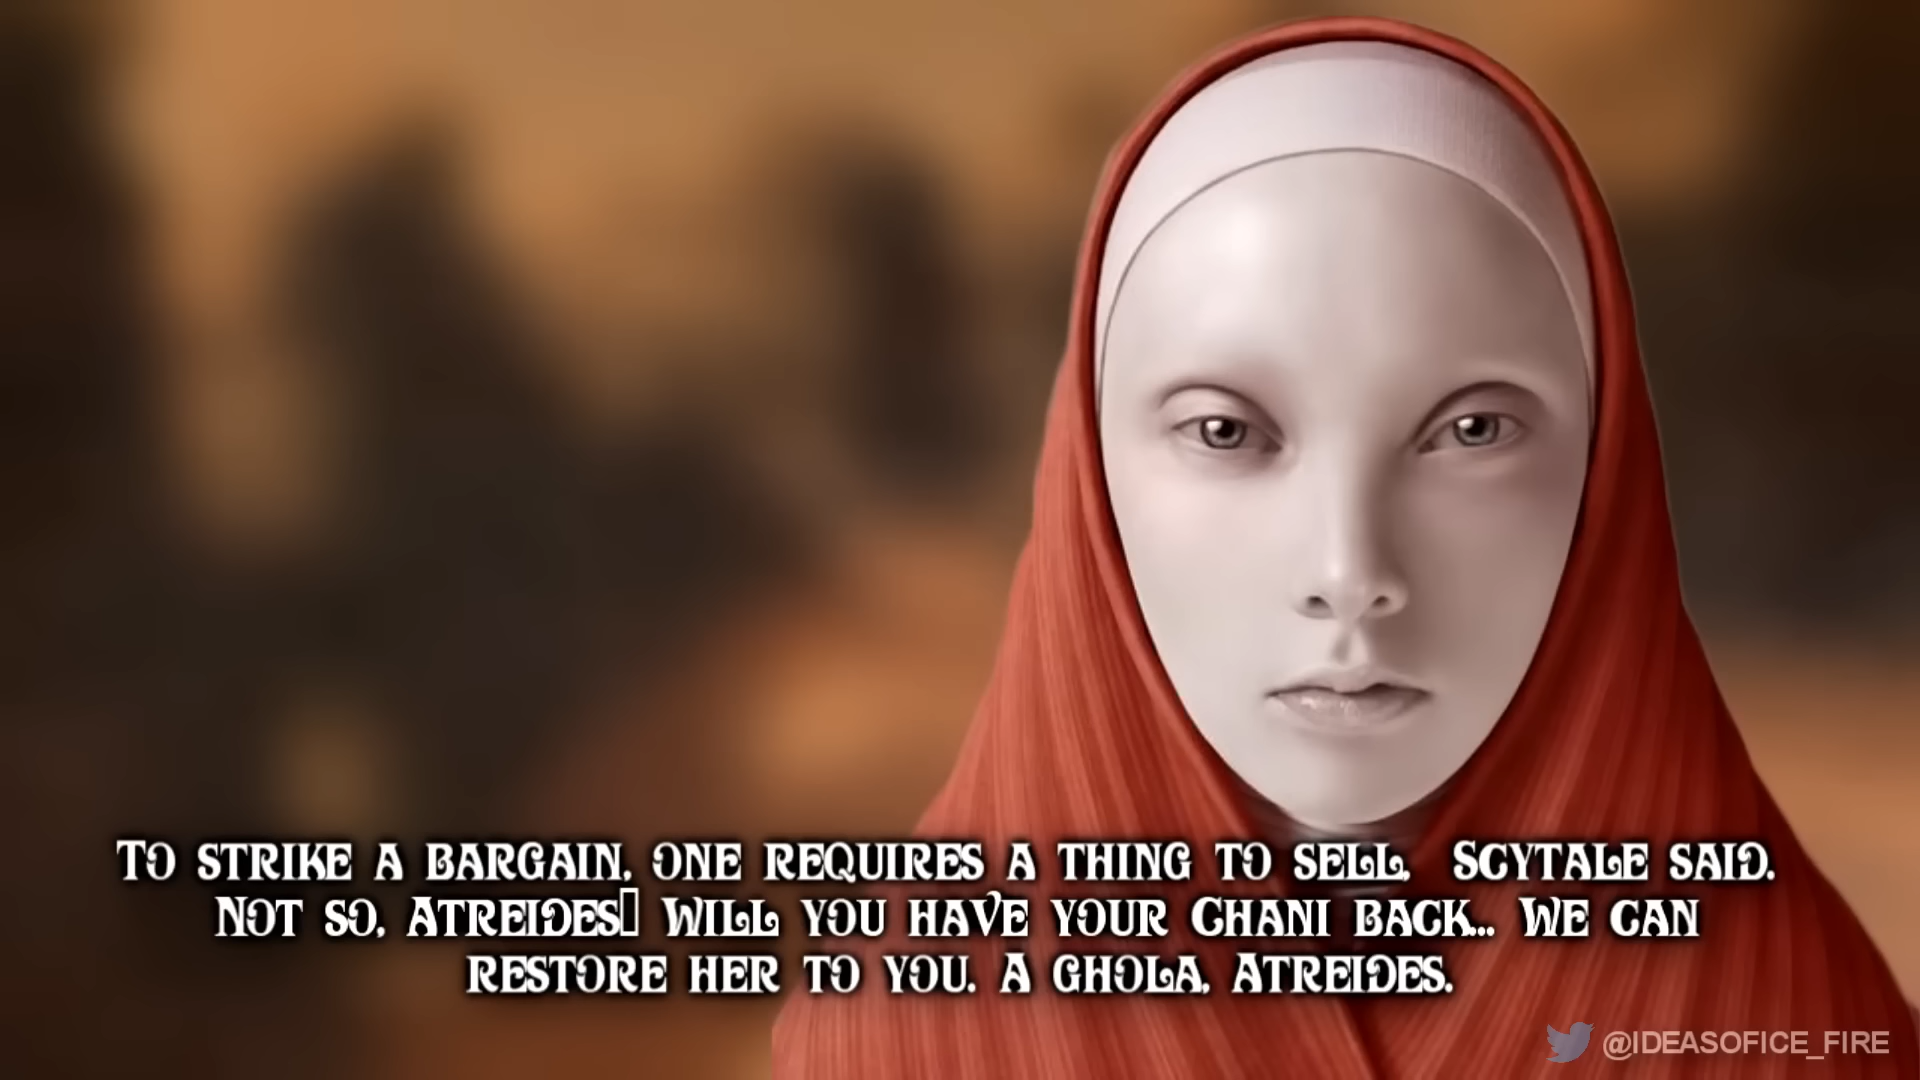 To strike a bargain, one requires a thing to sell, Scytale said.
Not so, Atreides▯ Will you have your Chani back... We can
restore her to you. A ghola, Atreides.
@IDEASOFICE_FIRE